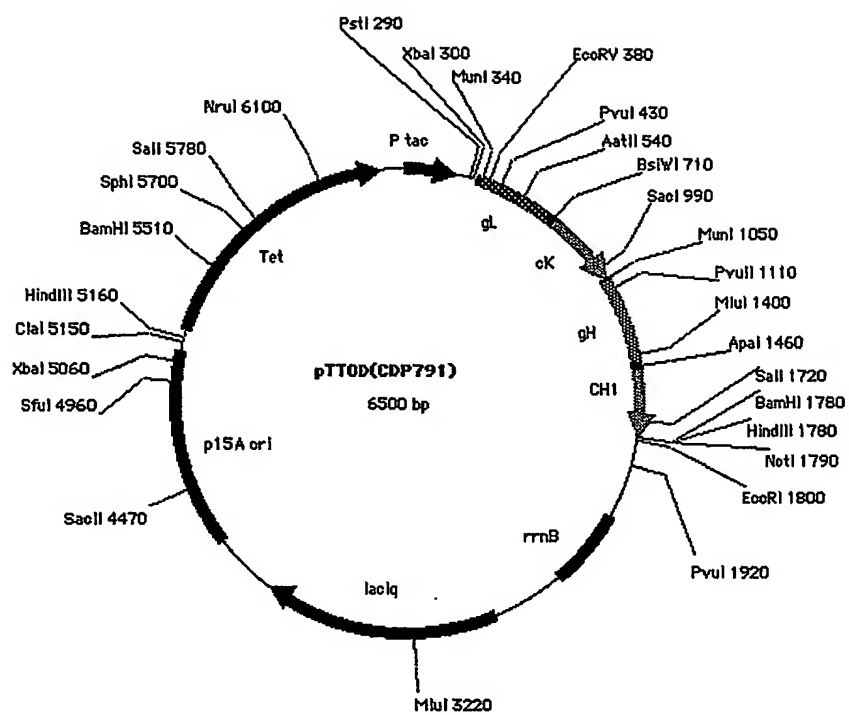 PstI 290
XbaI 300
MunI 340
EcoRV 380
NruI 6100
P tac
PvuI 430
AatII 540
BsiWI 710
SalI 5780
SphI 5700
SacI 990
BamHI 5510
Tet
gL
cK
MunI 1050
PvuII 1110
HindIII 5160
ClaI 5150
gH
MluI 1400
ApaI 1460
XbaI 5060
SfuI 4960
pTTOD(CDP791)
6500 bp
CH1
SalI 1720
BamHI 1780
HindIII 1780
NotI 1790
EcoRI 1800
p15A ori
SacII 4470
rrnB
PvuI 1920
lacIq
MluI 3220